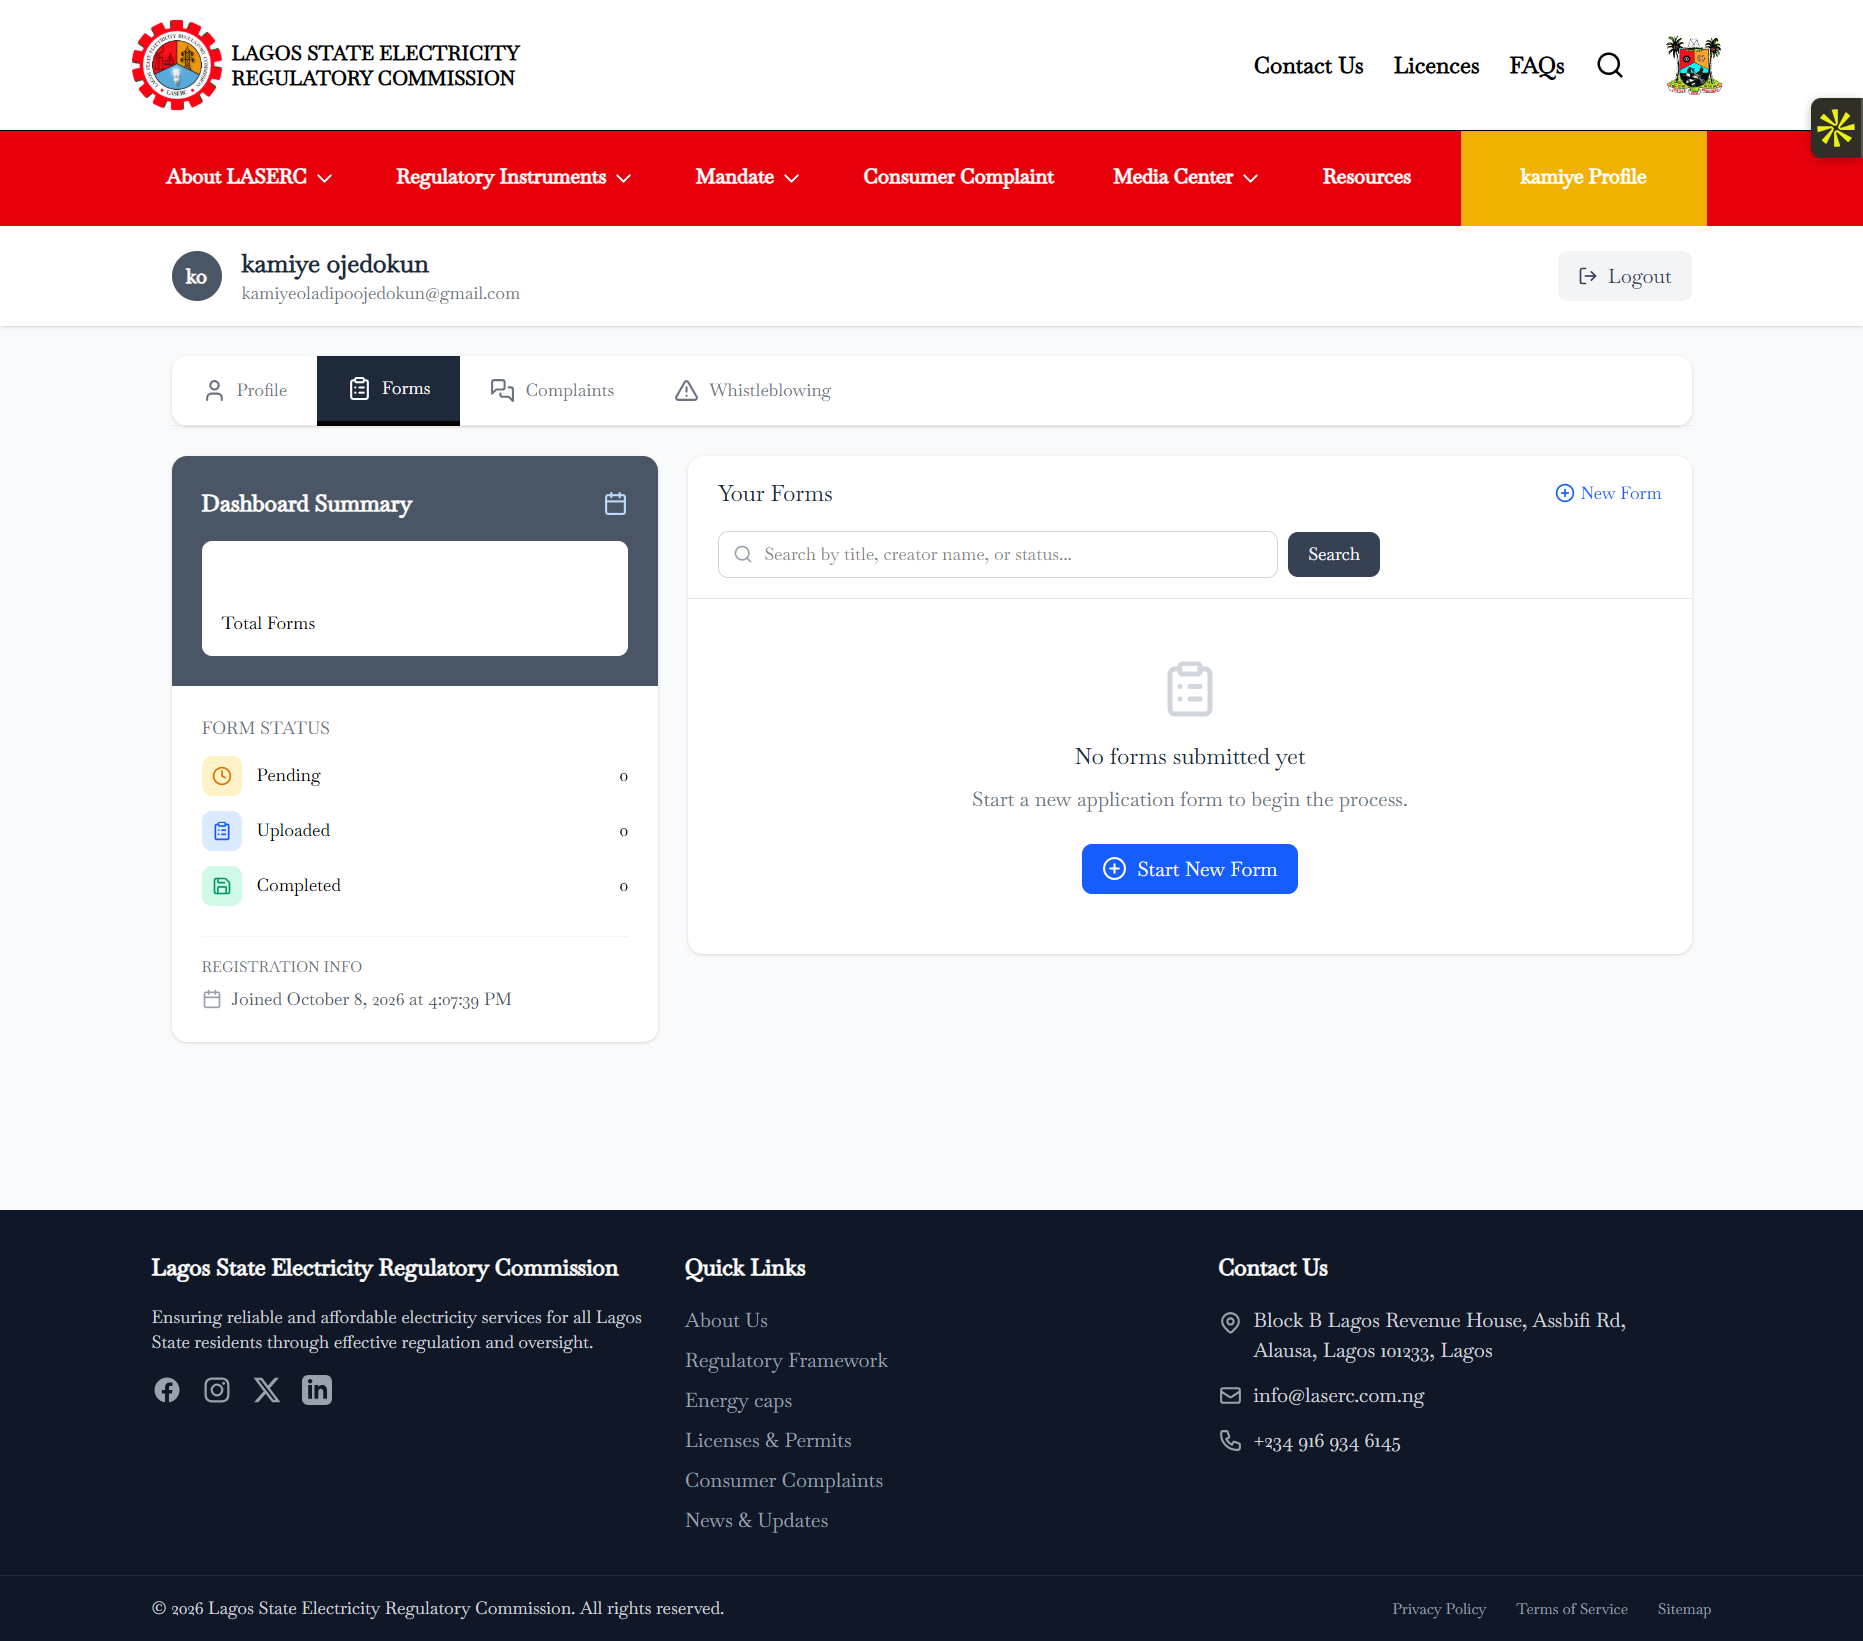 LAGOS STATE ELECTRICITY
REGULATORY COMMISSION
Contact Us
Licences
FAQs
About LASERC
Regulatory Instruments
Mandate
Consumer Complaint
Media Center
Resources
kamiye Profile
ko
kamiye ojedokun
kamiyeoladipoojedokun@gmail.com
Logout
Profile
Forms
Complaints
Whistleblowing
Dashboard Summary
Total Forms
FORM STATUS
Pending
0
Uploaded
0
Completed
0
REGISTRATION INFO
Joined October 8, 2026 at 4:07:39 PM
Your Forms
New Form
Search by title, creator name, or status...
Search
No forms submitted yet
Start a new application form to begin the process.
Start New Form
Lagos State Electricity Regulatory Commission
Ensuring reliable and affordable electricity services for all Lagos
State residents through effective regulation and oversight.
Quick Links
About Us
Regulatory Framework
Energy caps
Licenses & Permits
Consumer Complaints
News & Updates
Contact Us
Block B Lagos Revenue House, Assbifi Rd,
Alausa, Lagos 101233, Lagos
info@laserc.com.ng
+234 916 934 6145
© 2026 Lagos State Electricity Regulatory Commission. All rights reserved.
Privacy Policy
Terms of Service
Sitemap